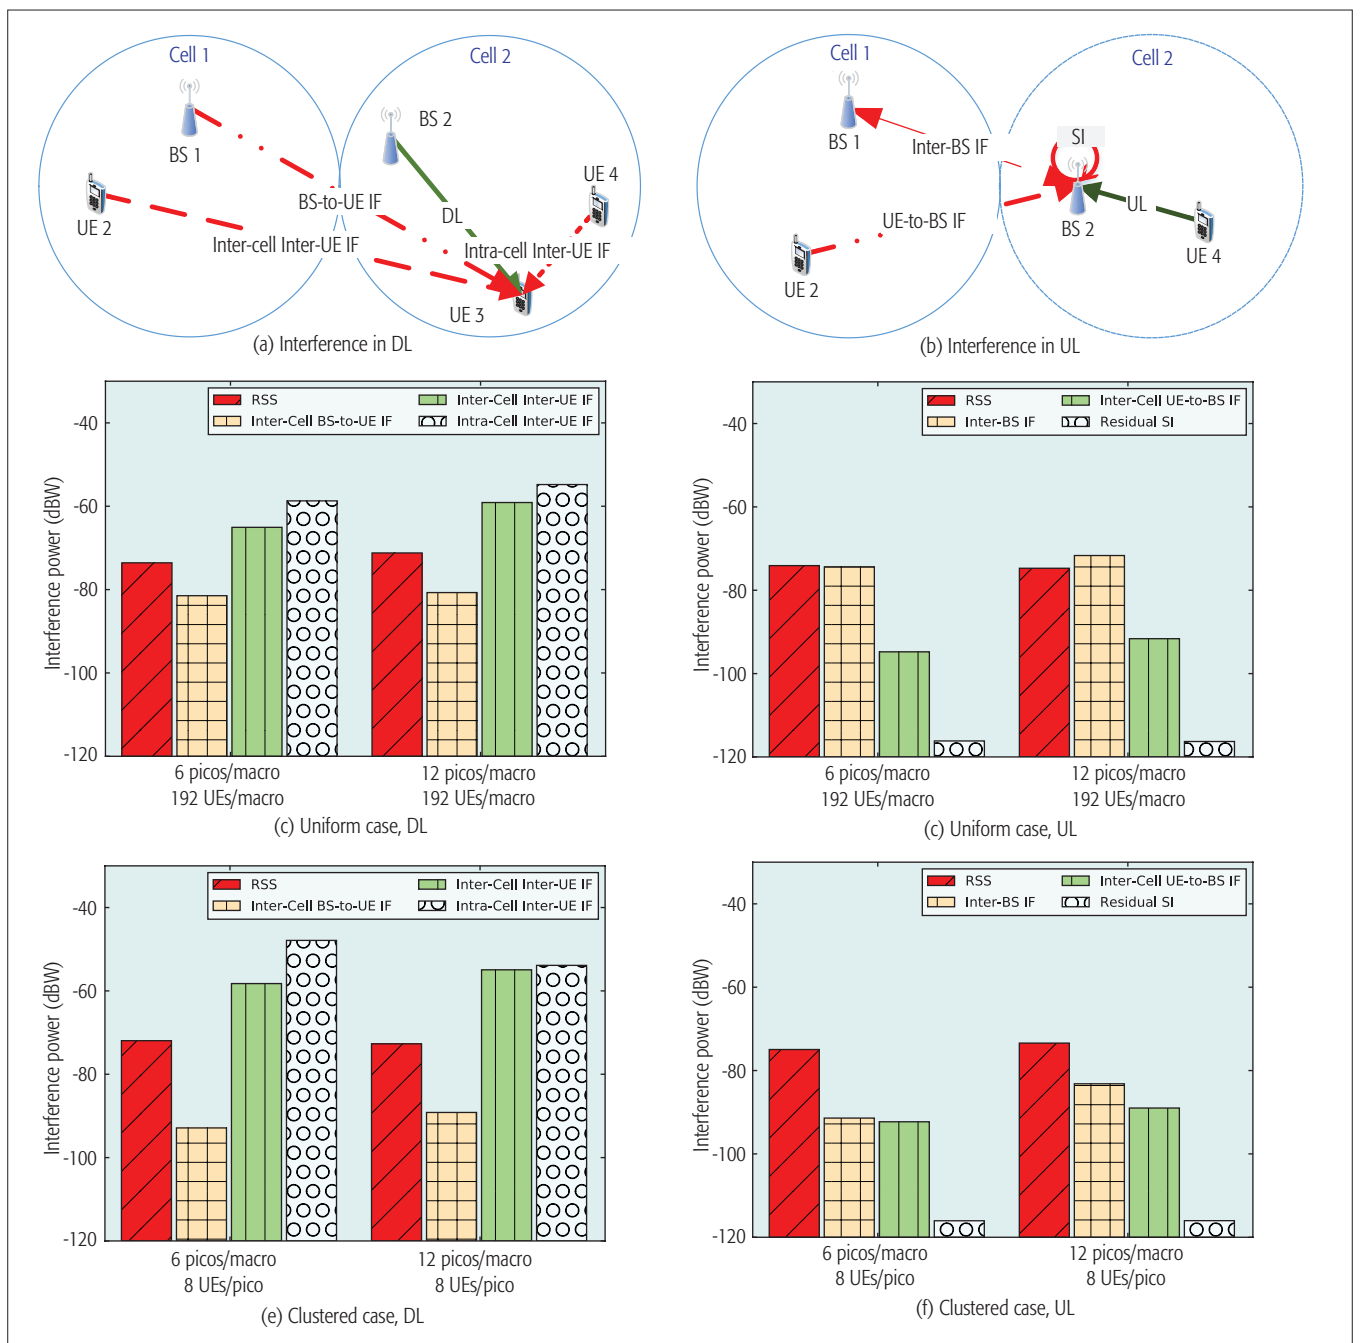 Cell 1
Cell 2
BS 1
BS 2
UE 4
UE 2
BS-to-UE IF
DL
Inter-cell Inter-UE IF
Intra-cell Inter-UE IF
UE 3
(a) Interference in DL
Cell 1
Cell 2
BS 1
Inter-BS IF
SI
UE-to-BS IF
UL
BS 2
UE 4
UE 2
(b) Interference in UL
RSS
Inter-Cell BS-to-UE IF
Inter-Cell Inter-UE IF
Intra-Cell Inter-UE IF
Interference power (dBW)
-40
-60
-80
-100
-120
6 picos/macro
192 UEs/macro
12 picos/macro
192 UEs/macro
(c) Uniform case, DL
RSS
Inter-BS IF
Inter-Cell UE-to-BS IF
Residual SI
Interference power (dBW)
-40
-60
-80
-100
-120
6 picos/macro
192 UEs/macro
12 picos/macro
192 UEs/macro
(c) Uniform case, UL
RSS
Inter-Cell BS-to-UE IF
Inter-Cell Inter-UE IF
Intra-Cell Inter-UE IF
Interference power (dBW)
-40
-60
-80
-100
-120
6 picos/macro
8 UEs/pico
12 picos/macro
8 UEs/pico
(e) Clustered case, DL
RSS
Inter-BS IF
Inter-Cell UE-to-BS IF
Residual SI
Interference power (dBW)
-40
-60
-80
-100
-120
6 picos/macro
8 UEs/pico
12 picos/macro
8 UEs/pico
(f) Clustered case, UL